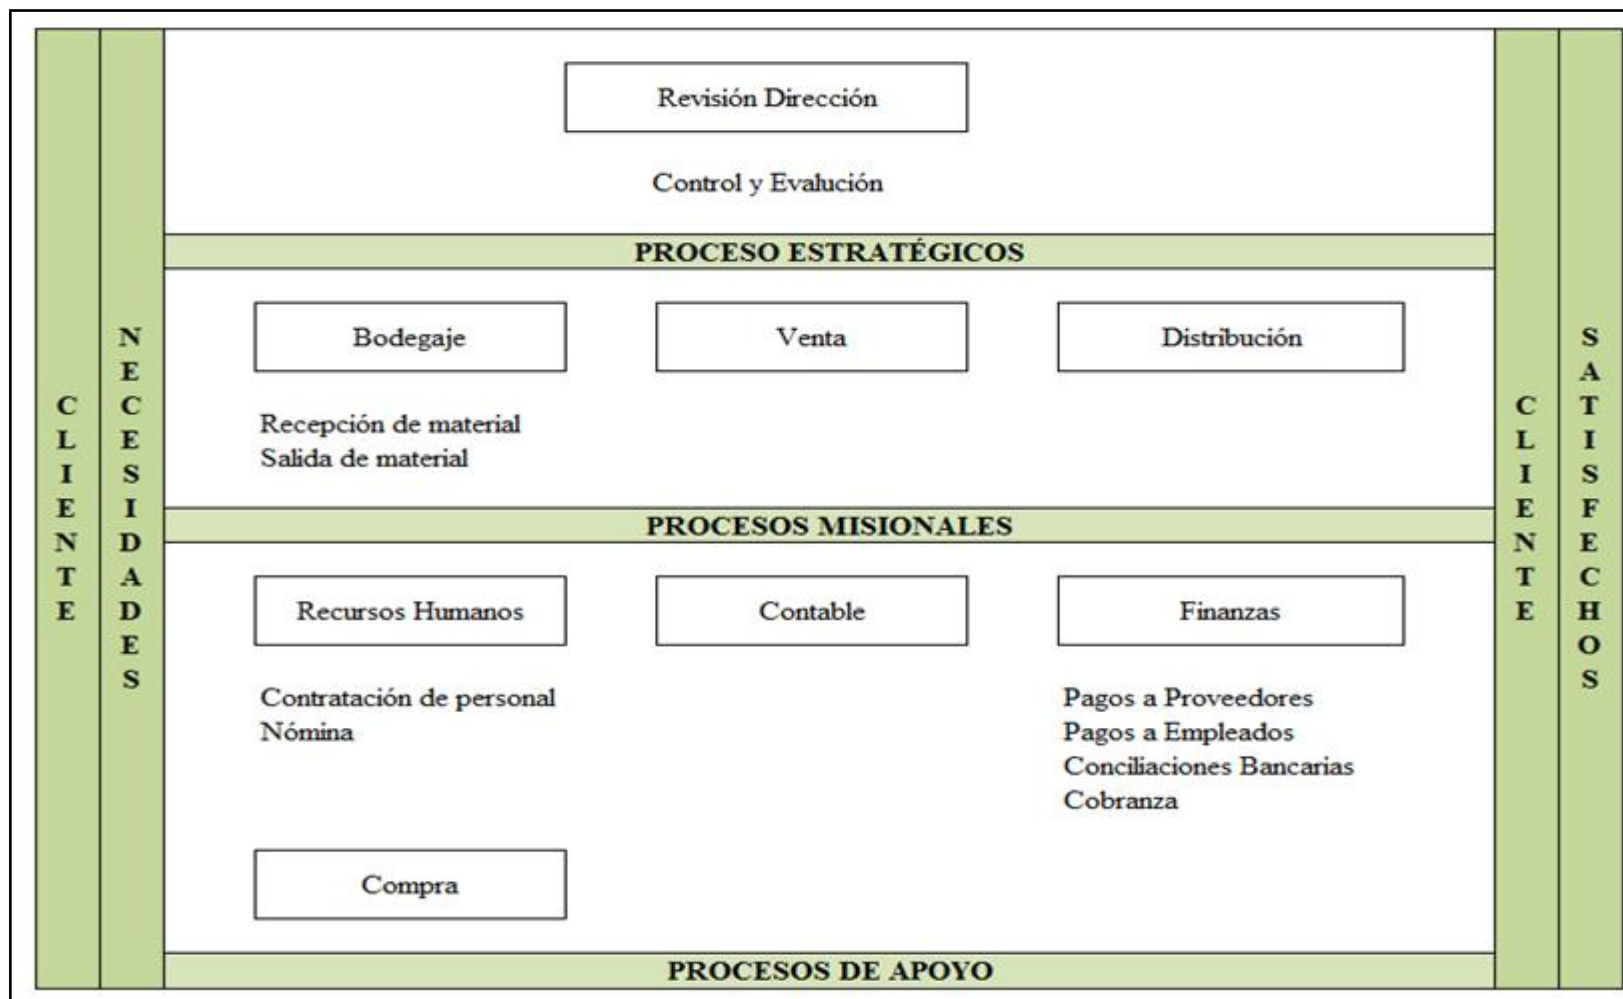 CLIENTE
NECESIDADES
Revisión Dirección
Control y Evalución
PROCESO ESTRATÉGICOS
Bodegaje
Venta
Distribución
Recepción de material
Salida de material
PROCESOS MISIONALES
Recursos Humanos
Contable
Finanzas
Contratación de personal
Nómina
Pagos a Proveedores
Pagos a Empleados
Conciliaciones Bancarias
Cobranza
Compra
PROCESOS DE APOYO
CLIENTE
SATISFECHOS